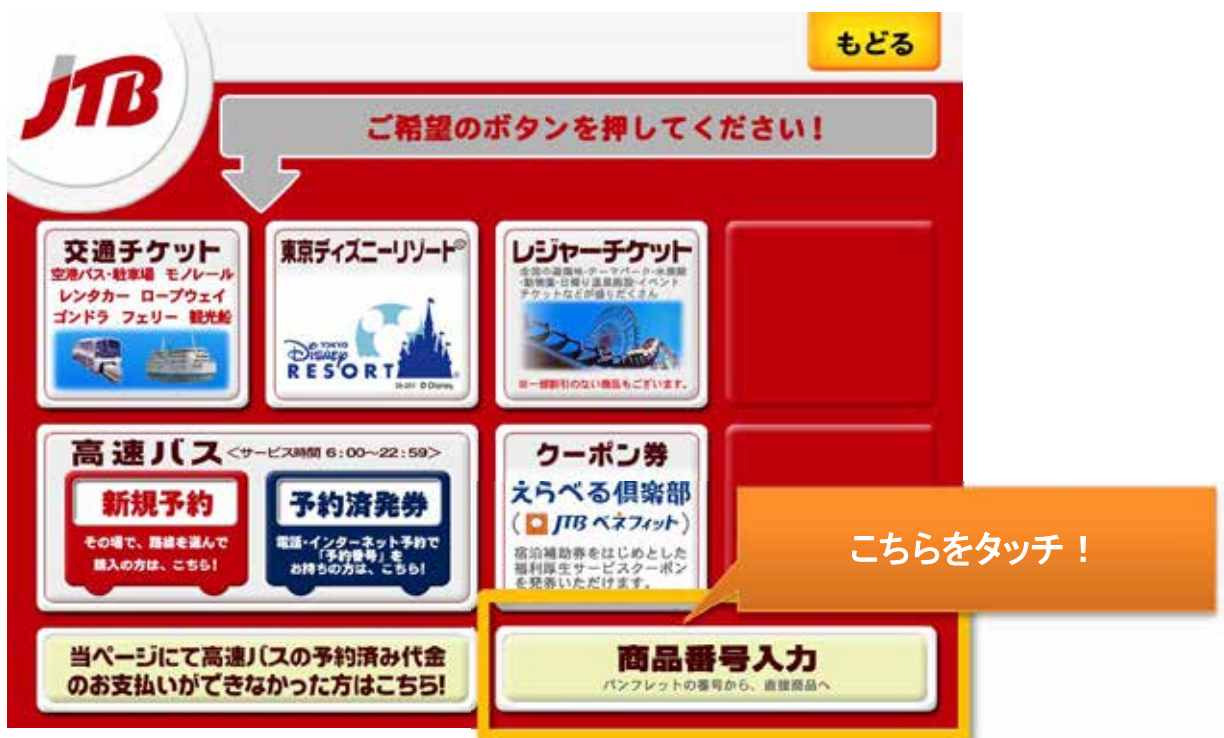 もどる
JTB
ご希望のボタンを押してください!
交通チケット
空港バス・駐車場 モノレール
レンタカー ロープウェイ
ゴンドラ フェリー 観光船
東京ディズニーリゾート®
TOKYO
Disney
RESORT®
© Disney
レジャーチケット
全国の遊園地・テーマパーク・水族館
・動物園・日帰り温泉施設・イベント
チケットなどが盛りだくさん
※一部割引のない商品もございます。
高速バス<サービス時間 6:00~22:59>
新規予約
その場で、路線を選んで
購入の方は、こちら!
予約済発券
電話・インターネット予約で
「予約番号」を
お持ちの方は、こちら!
クーポン券
えらべる倶楽部
(JTB ベネフィット)
宿泊補助券をはじめとした
福利厚生サービスクーポン
を発券いただけます。
こちらをタッチ!
当ページにて高速バスの予約済み代金
のお支払いができなかった方はこちら!
商品番号入力
パンフレットの番号から、直接商品へ